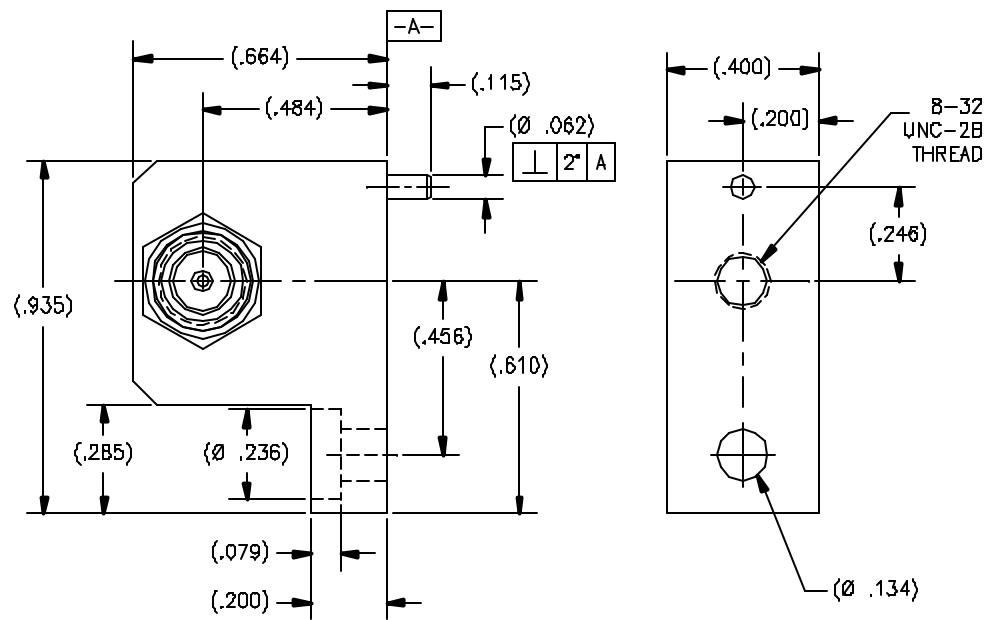 -A-
(.664)
(.115)
(.484)
(Ø .062)
⊥ 2° A
(.935)
(.456)
(.610)
(.285)
(Ø .236)
(.079)
(.200)
(.400)
(.200)
8-32
UNC-2B
THREAD
(.246)
(Ø .134)